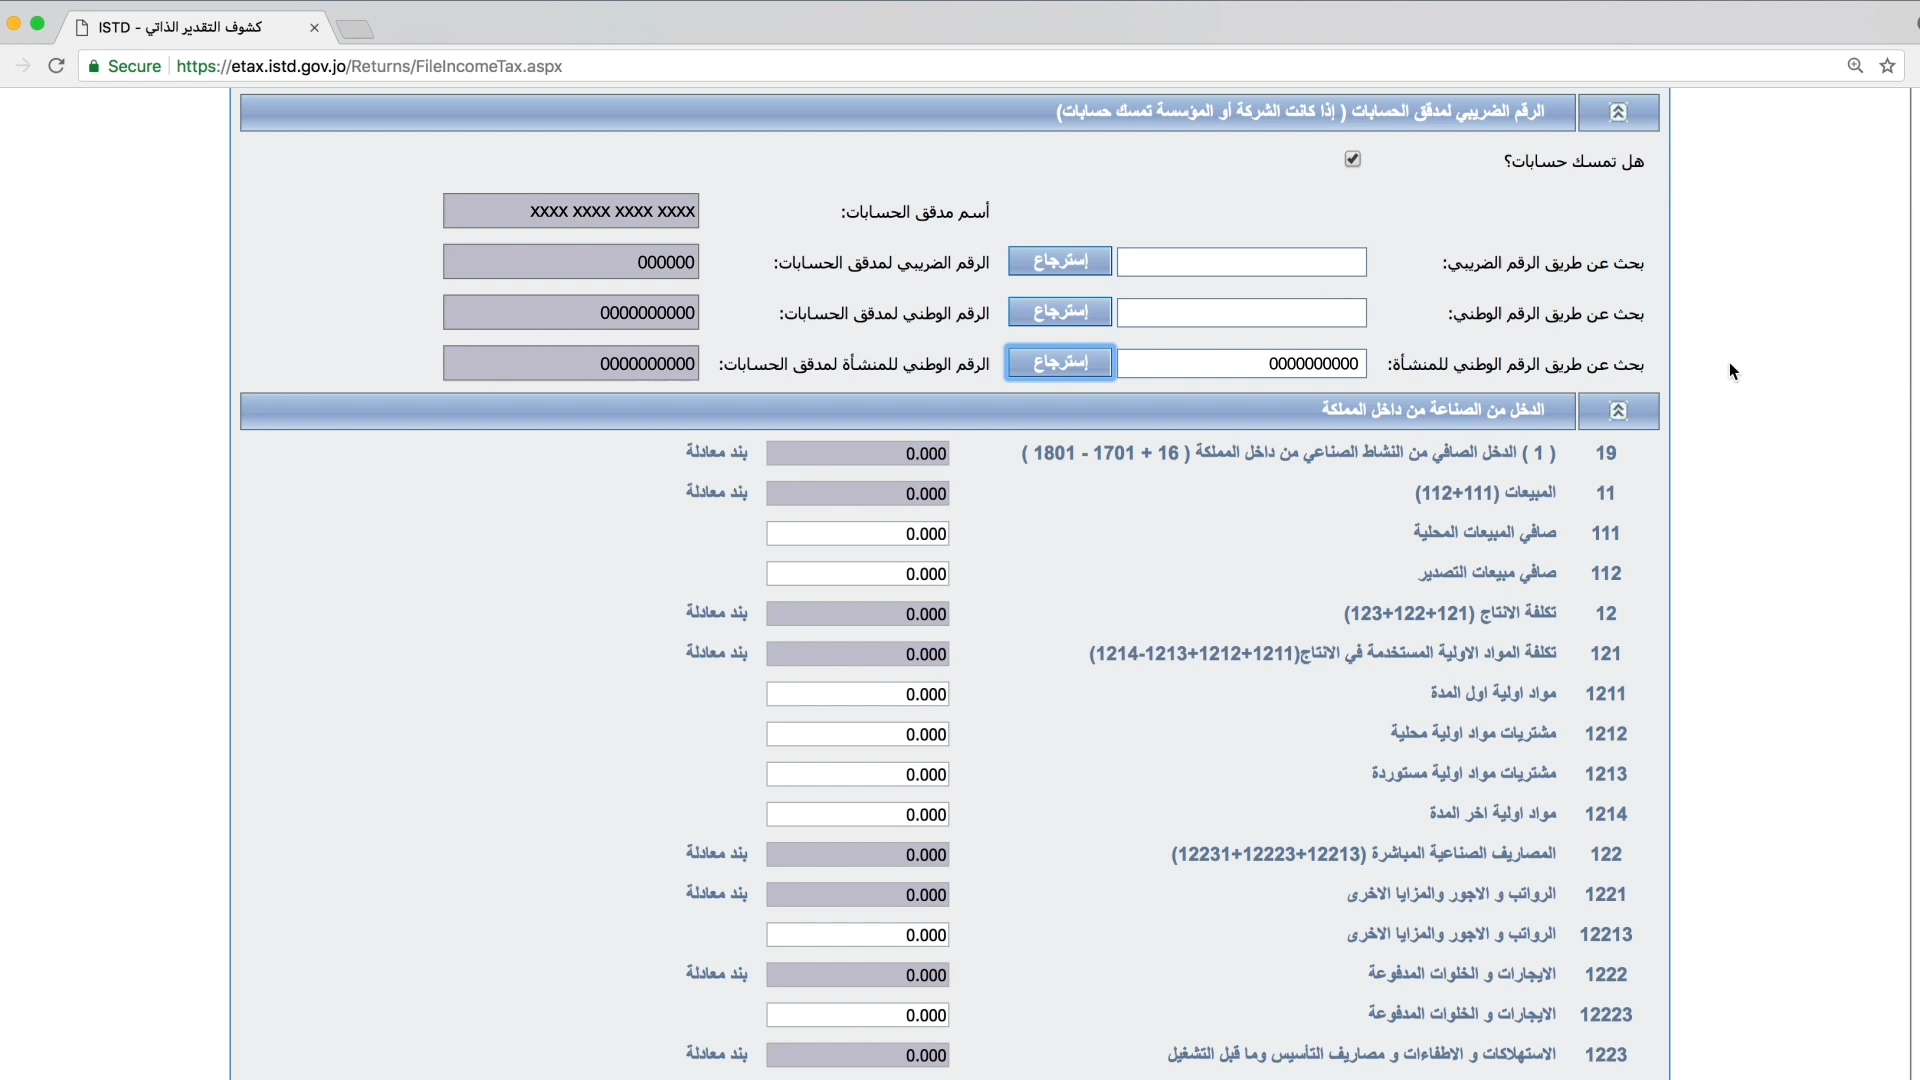 كشوف التقدير الذاتي - ISTD
Secure https://etax.istd.gov.jo/Returns/FileIncomeTax.aspx
الرقم الضريبي لمدقق الحسابات ( إذا كانت الشركة أو المؤسسة تمسك حسابات)
هل تمسك حسابات؟
أسم مدقق الحسابات: XXXX XXXX XXXX XXXX
بحث عن طريق الرقم الضريبي: إسترجاع الرقم الضريبي لمدقق الحسابات: 000000
بحث عن طريق الرقم الوطني: إسترجاع الرقم الوطني لمدقق الحسابات: 0000000000
بحث عن طريق الرقم الوطني للمنشأة: 0000000000 إسترجاع الرقم الوطني للمنشأة لمدقق الحسابات: 0000000000
الدخل من الصناعة من داخل المملكة
19 ( 1 ) الدخل الصافي من النشاط الصناعي من داخل المملكة ( 16 + 1701 - 1801 ) 0.000 بند معادلة
11 المبيعات (111+112) 0.000 بند معادلة
111 صافي المبيعات المحلية 0.000
112 صافي مبيعات التصدير 0.000
12 تكلفة الانتاج (121+122+123) 0.000 بند معادلة
121 تكلفة المواد الاولية المستخدمة في الانتاج(1211+1212+1213-1214) 0.000 بند معادلة
1211 مواد اولية اول المدة 0.000
1212 مشتريات مواد اولية محلية 0.000
1213 مشتريات مواد اولية مستوردة 0.000
1214 مواد اولية اخر المدة 0.000
122 المصاريف الصناعية المباشرة (12213+12223+12231) 0.000 بند معادلة
1221 الرواتب و الاجور والمزايا الاخرى 0.000 بند معادلة
12213 الرواتب و الاجور والمزايا الاخرى 0.000
1222 الايجارات و الخلوات المدفوعة 0.000 بند معادلة
12223 الايجارات و الخلوات المدفوعة 0.000
1223 الاستهلاكات و الاطفاءات و مصاريف التأسيس وما قبل التشغيل 0.000 بند معادلة